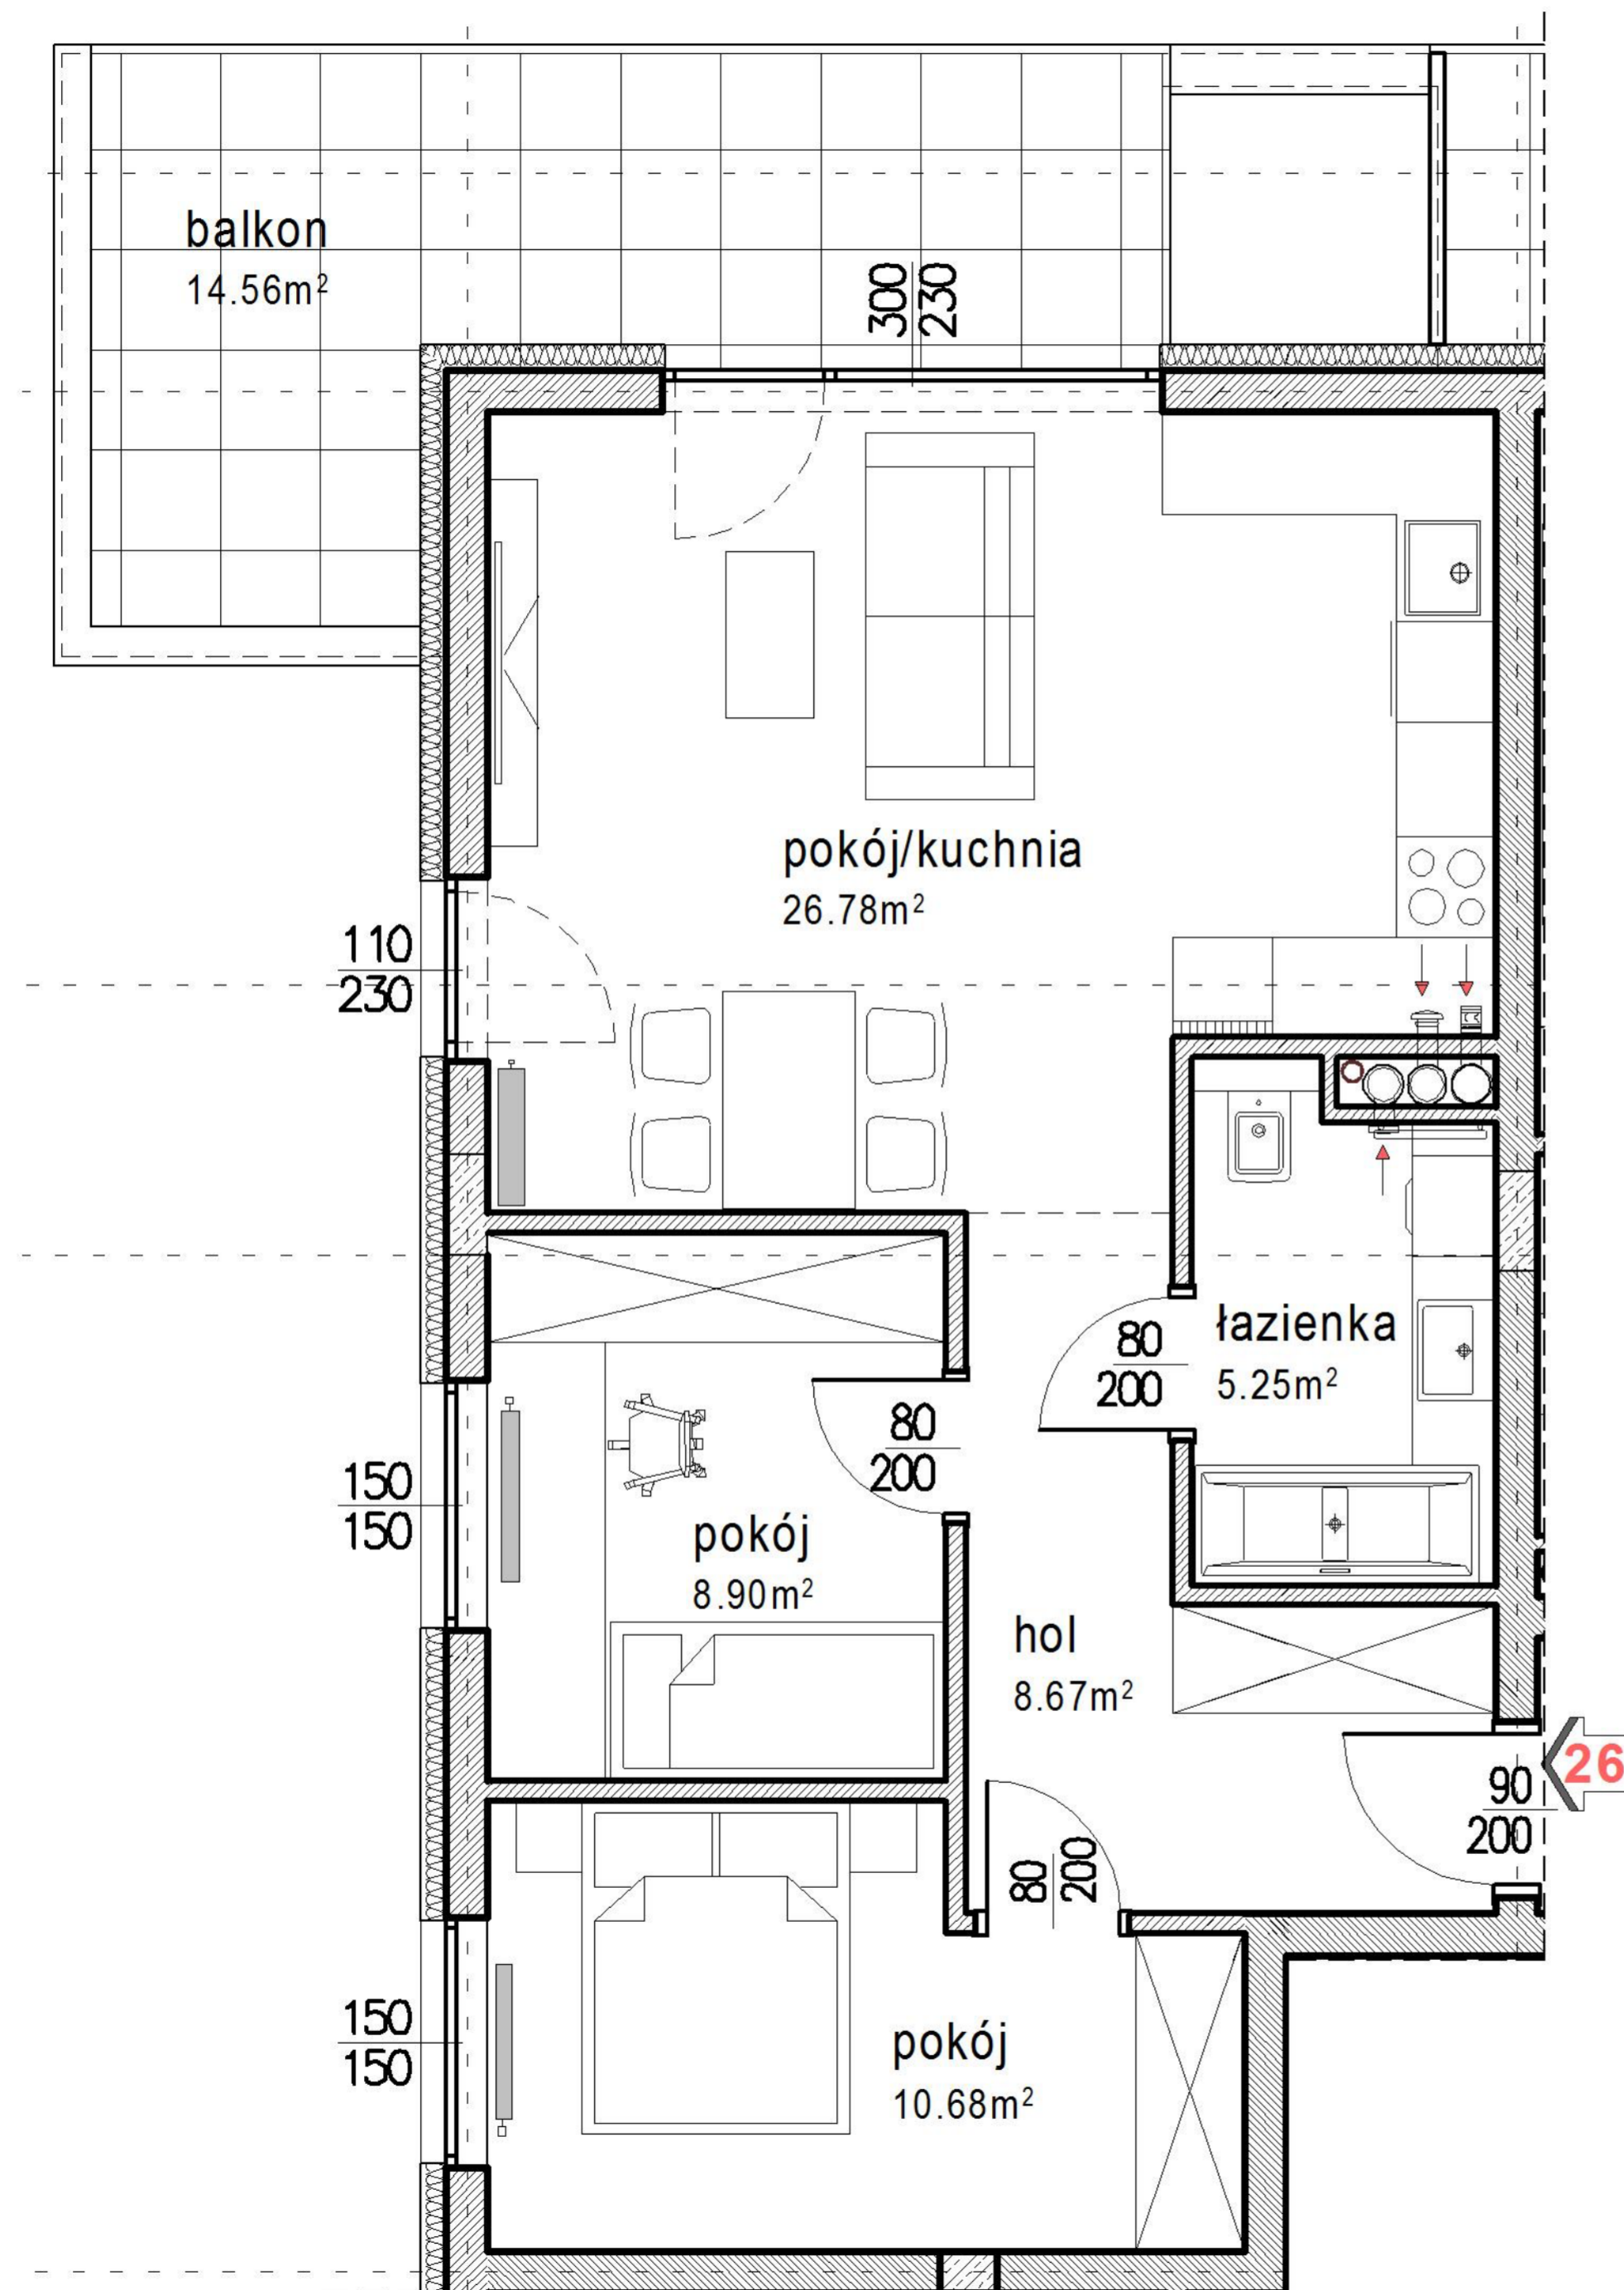 balkon
14.56m²
300
230
pokój/kuchnia
26.78m²
110
230
łazienka
5.25m²
80
200
80
200
150
150
pokój
8.90m²
hol
8.67m²
26
90
200
80
200
150
150
pokój
10.68m²